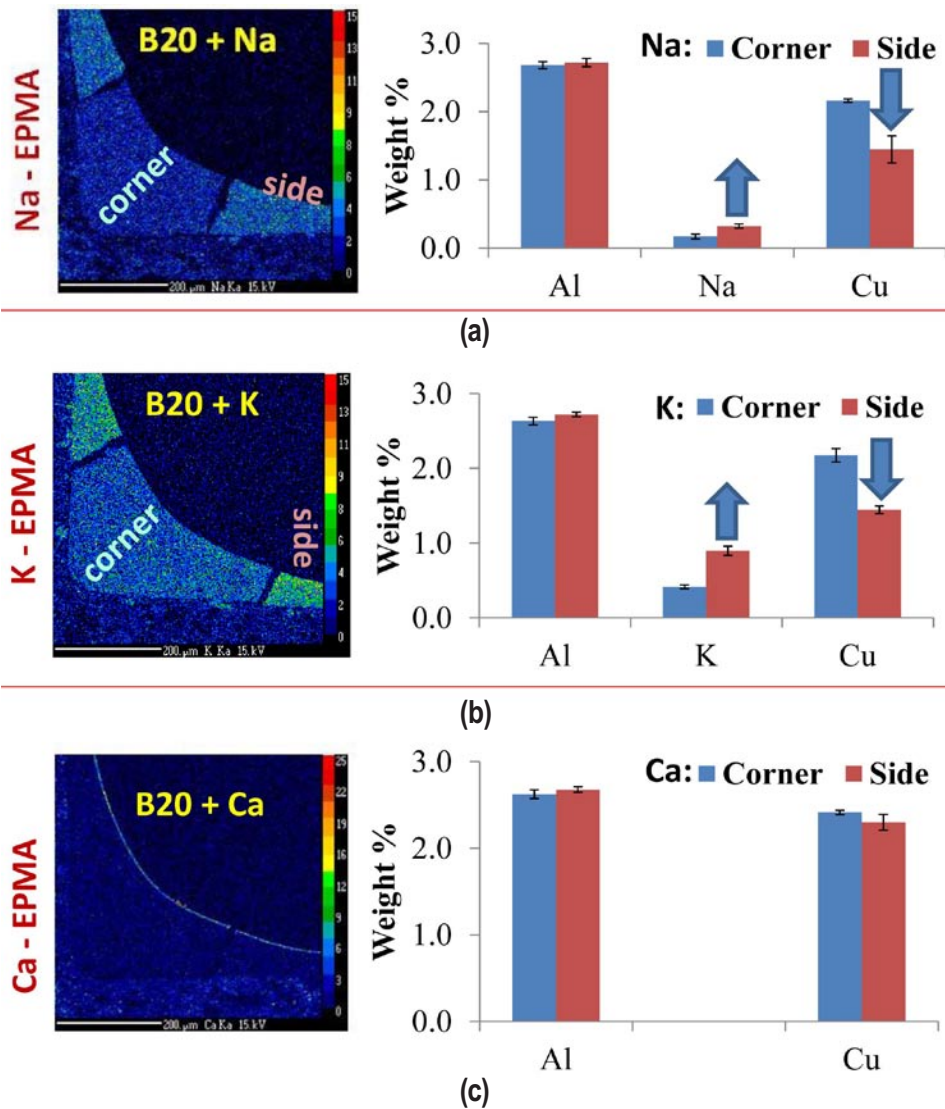 Na - EPMA
B20 + Na
corner
side
15
13
11
9
8
6
4
2
0
200. μm Na Ka 15. kV
Weight %
3.0
2.0
1.0
0.0
Na: Corner Side
Al Na Cu
(a)
K - EPMA
B20 + K
corner
side
15
13
11
9
8
6
4
2
0
200. μm K Ka 15. kV
Weight %
3.0
2.0
1.0
0.0
K: Corner Side
Al K Cu
(b)
Ca - EPMA
B20 + Ca
25
22
19
16
12
9
6
3
0
200. μm Ca Ka 15. kV
Weight %
3.0
2.0
1.0
0.0
Ca: Corner Side
Al Cu
(c)